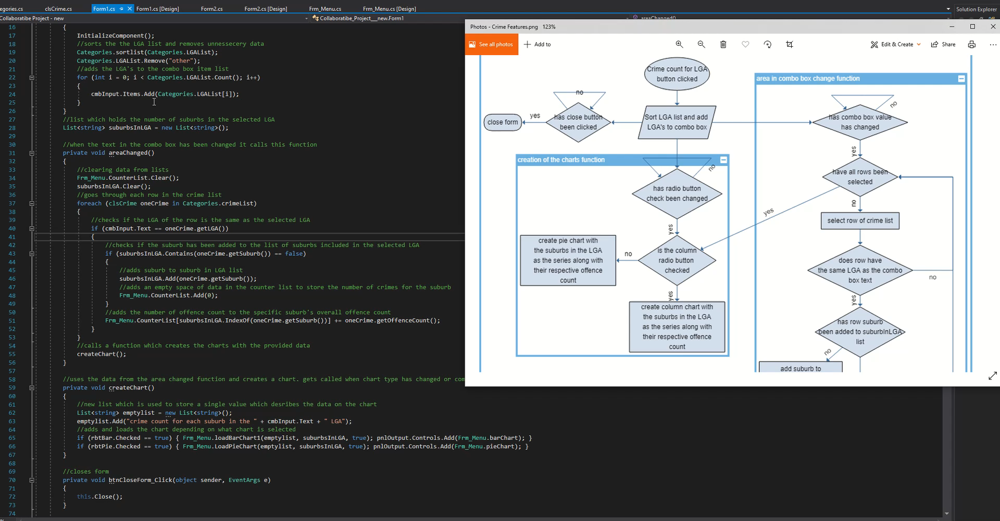 egories.cs
clsCrime.cs
Form1.cs
Form1.cs [Design]
Form2.cs
Form2.cs [Design]
Frm_Menu.cs
Frm_Menu.cs [Design]
Solution Explorer
Collaboratibe Project - new
Collaboratibe_Project___new.Form1
areaChanged()
16 {
17 InitializeComponent();
18 //sorts the the LGA list and removes unnessecery data
19 Categories.sortlist(Categories.LGAList);
20 Categories.LGAList.Remove("other");
21 //adds the LGA's to the combo box item list
22 for (int i = 0; i < Categories.LGAList.Count(); i++)
23 {
24 cmbInput.Items.Add(Categories.LGAList[i]);
25 }
26 }
27 //list which holds the number of suburbs in the selected LGA
28 List<string> suburbsInLGA = new List<string>();
29
30 //when the text in the combo box has been changed it calls this function
31 private void areaChanged()
32 {
33 //clearing data from lists
34 Frm_Menu.CounterList.Clear();
35 suburbsInLGA.Clear();
36 //goes through each row in the crime list
37 foreach (clsCrime oneCrime in Categories.crimeList)
38 {
39 //checks if the LGA of the row is the same as the selected LGA
40 if (cmbInput.Text == oneCrime.getLGA())
41 {
42 //checks if the suburb has been added to the list of suburbs included in the selected LGA
43 if (suburbsInLGA.Contains(oneCrime.getSuburb()) == false)
44 {
45 //adds suburb to suburb in LGA list
46 suburbsInLGA.Add(oneCrime.getSuburb());
47 //adds an empty space of data in the counter list to store the number of crimes for the suburb
48 Frm_Menu.CounterList.Add(0);
49 }
50 //adds the number of offence count to the specific suburb's overall offence count
51 Frm_Menu.CounterList[suburbsInLGA.IndexOf(oneCrime.getSuburb())] += oneCrime.getOffenceCount();
52 }
53 }
54 //calls a function which creates the charts with the provided data
55 createChart();
56 }
57
58 //uses the data from the area changed function and creates a chart. gets called when chart type has changed or com
59 private void createChart()
60 {
61 //new list which is used to store a single value which desribes the data on the chart
62 List<string> emptylist = new List<string>();
63 emptylist.Add("crime count for each suburb in the " + cmbInput.Text + " LGA");
64 //adds and loads the chart depending on what chart is selected
65 if (rbtBar.Checked == true) { Frm_Menu.loadBarChart1(emptylist, suburbsInLGA, true); pnlOutput.Controls.Add(Frm_Menu.barChart); }
66 if (rbtPie.Checked == true) { Frm_Menu.LoadPieChart(emptylist, suburbsInLGA, true); pnlOutput.Controls.Add(Frm_Menu.pieChart); }
67 }
68
69 //closes form
70 private void btnCloseForm_Click(object sender, EventArgs e)
71 {
72 this.Close();
73 }
74
Photos - Crime Features.png 123%
See all photos
Add to
Edit & Create
Share
Crime count for LGA
button clicked
no
has close button
been clicked
yes
close form
Sort LGA list and add
LGA's to combo box
creation of the charts function
no
has radio button
check been changed
yes
is the column
radio button
checked
no
create pie chart with
the suburbs in the LGA
as the series along with
their respective offence
count
yes
create column chart with
the suburbs in the LGA
as the series along with
their respective offence
count
area in combo box change function
no
has combo box value
has changed
yes
have all rows been
selected
yes
no
select row of crime list
does row have
the same LGA as the combo
box text
no
yes
has row suburb
been added to suburbInLGA
list
no
add suburb to